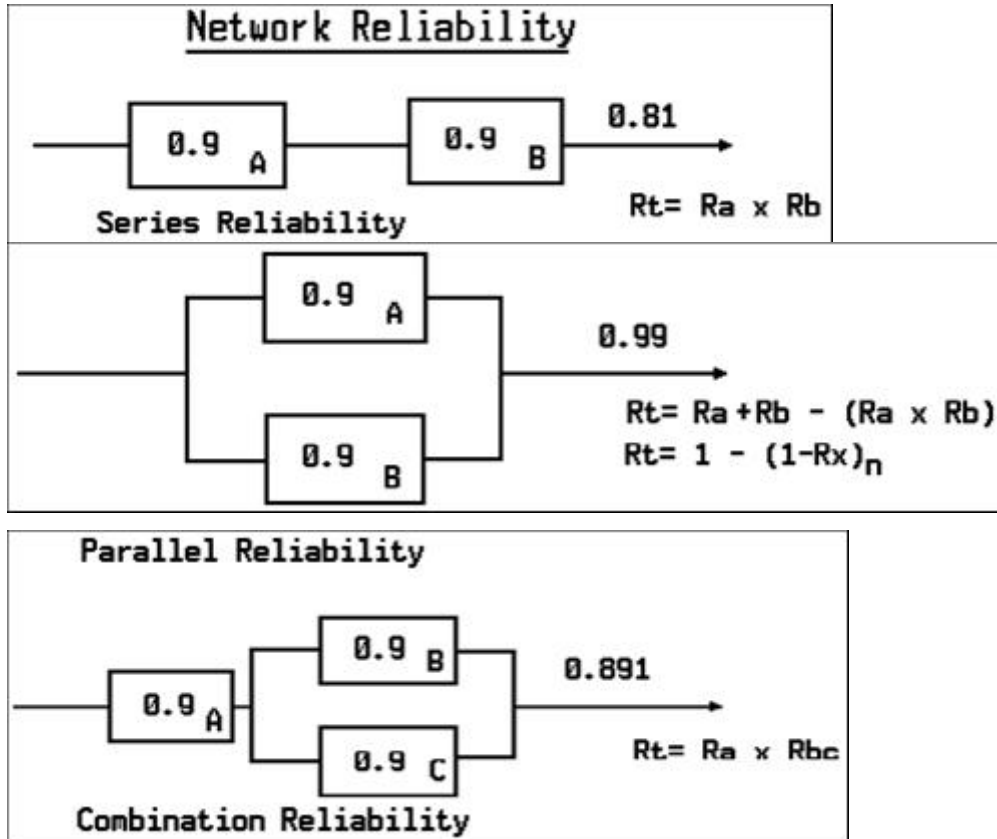 Network Reliability
0.9 A
0.9 B
0.81
Rt= Ra x Rb
Series Reliability
0.9 A
0.99
Rt= Ra+Rb - (Ra x Rb)
Rt= 1 - (1-Rx)n
0.9 B
Parallel Reliability
0.9 B
0.891
0.9 A
Rt= Ra x Rbc
0.9 C
Combination Reliability